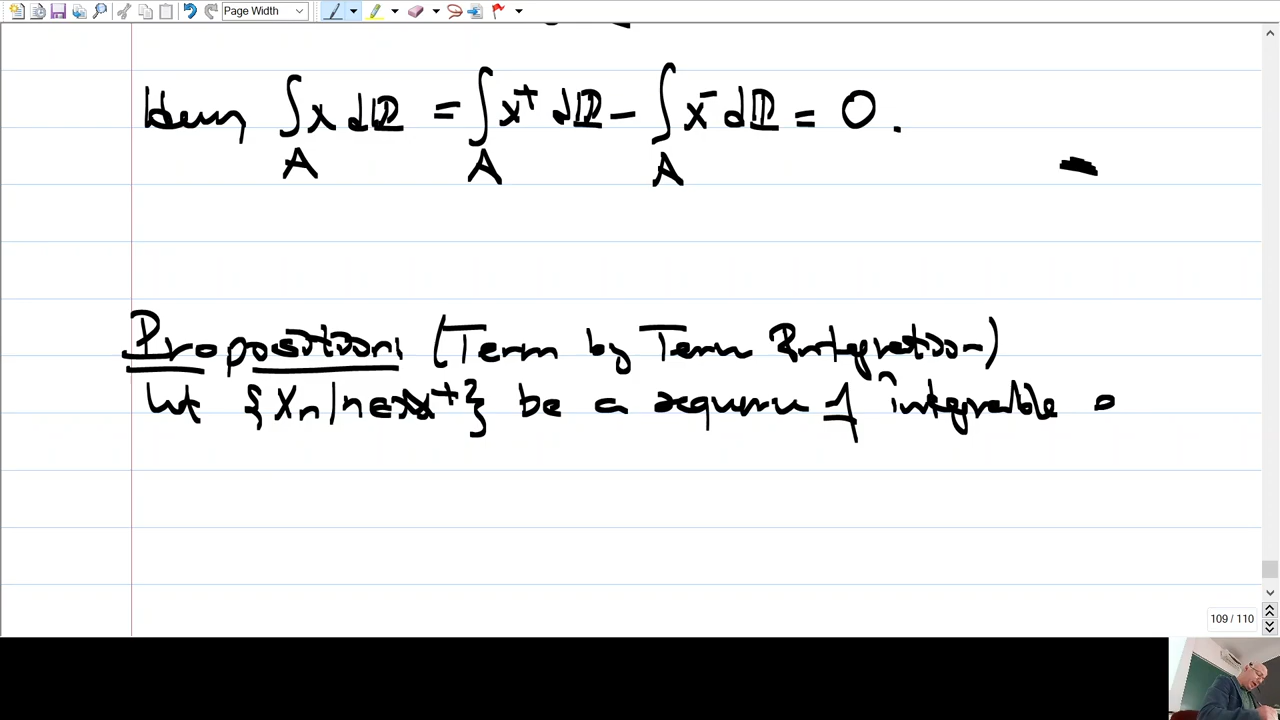 Page Width
Hence ∫_A X dℙ = ∫_A X⁺ dℙ − ∫_A X⁻ dℙ = 0.
Proposition: (Term by Term Integration)
Let {Xₙ | n ∈ ℕ⁺} be a sequence of integrable
109 / 110